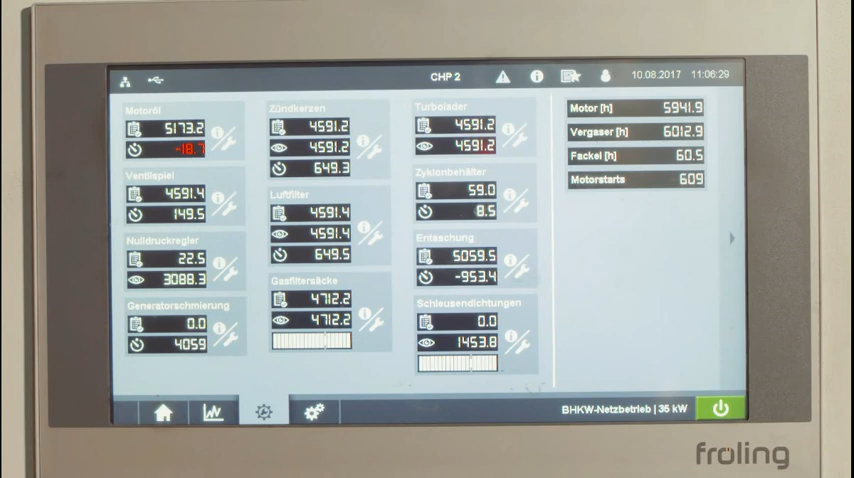 CHP 2
10.08.2017 11:06:29
Motoröl
5173.2
-18.7
Ventilspiel
4591.4
149.5
Nulldruckregler
22.5
3088.3
Generatorschmierung
0.0
4059
Zündkerzen
4591.2
4591.2
649.3
Luftfilter
4591.4
4591.4
649.5
Gasfiltersäcke
4712.2
4712.2
Turbolader
4591.2
4591.2
Zyklonbehälter
59.0
8.5
Entaschung
5059.5
-953.4
Schleusendichtungen
0.0
1453.8
Motor [h] 5941.9
Vergaser [h] 6012.9
Fackel [h] 60.5
Motorstarts 609
BHKW-Netzbetrieb | 36 kW
froling